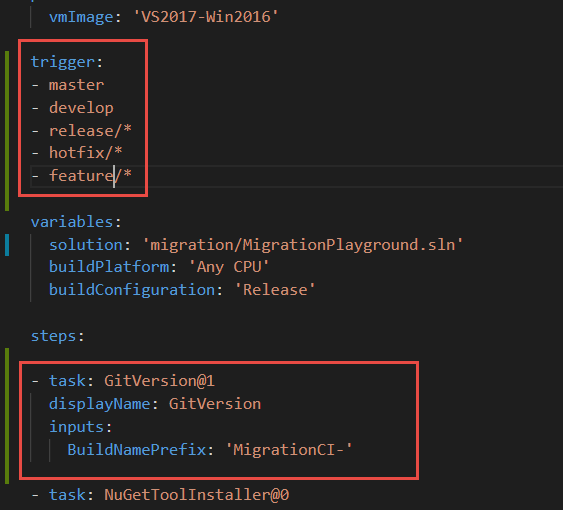 vmImage: 'VS2017-Win2016'
trigger:
- master
- develop
- release/*
- hotfix/*
- feature/*
variables:
solution: 'migration/MigrationPlayground.sln'
buildPlatform: 'Any CPU'
buildConfiguration: 'Release'
steps:
- task: GitVersion@1
displayName: GitVersion
inputs:
BuildNamePrefix: 'MigrationCI-'
- task: NuGetToolInstaller@0